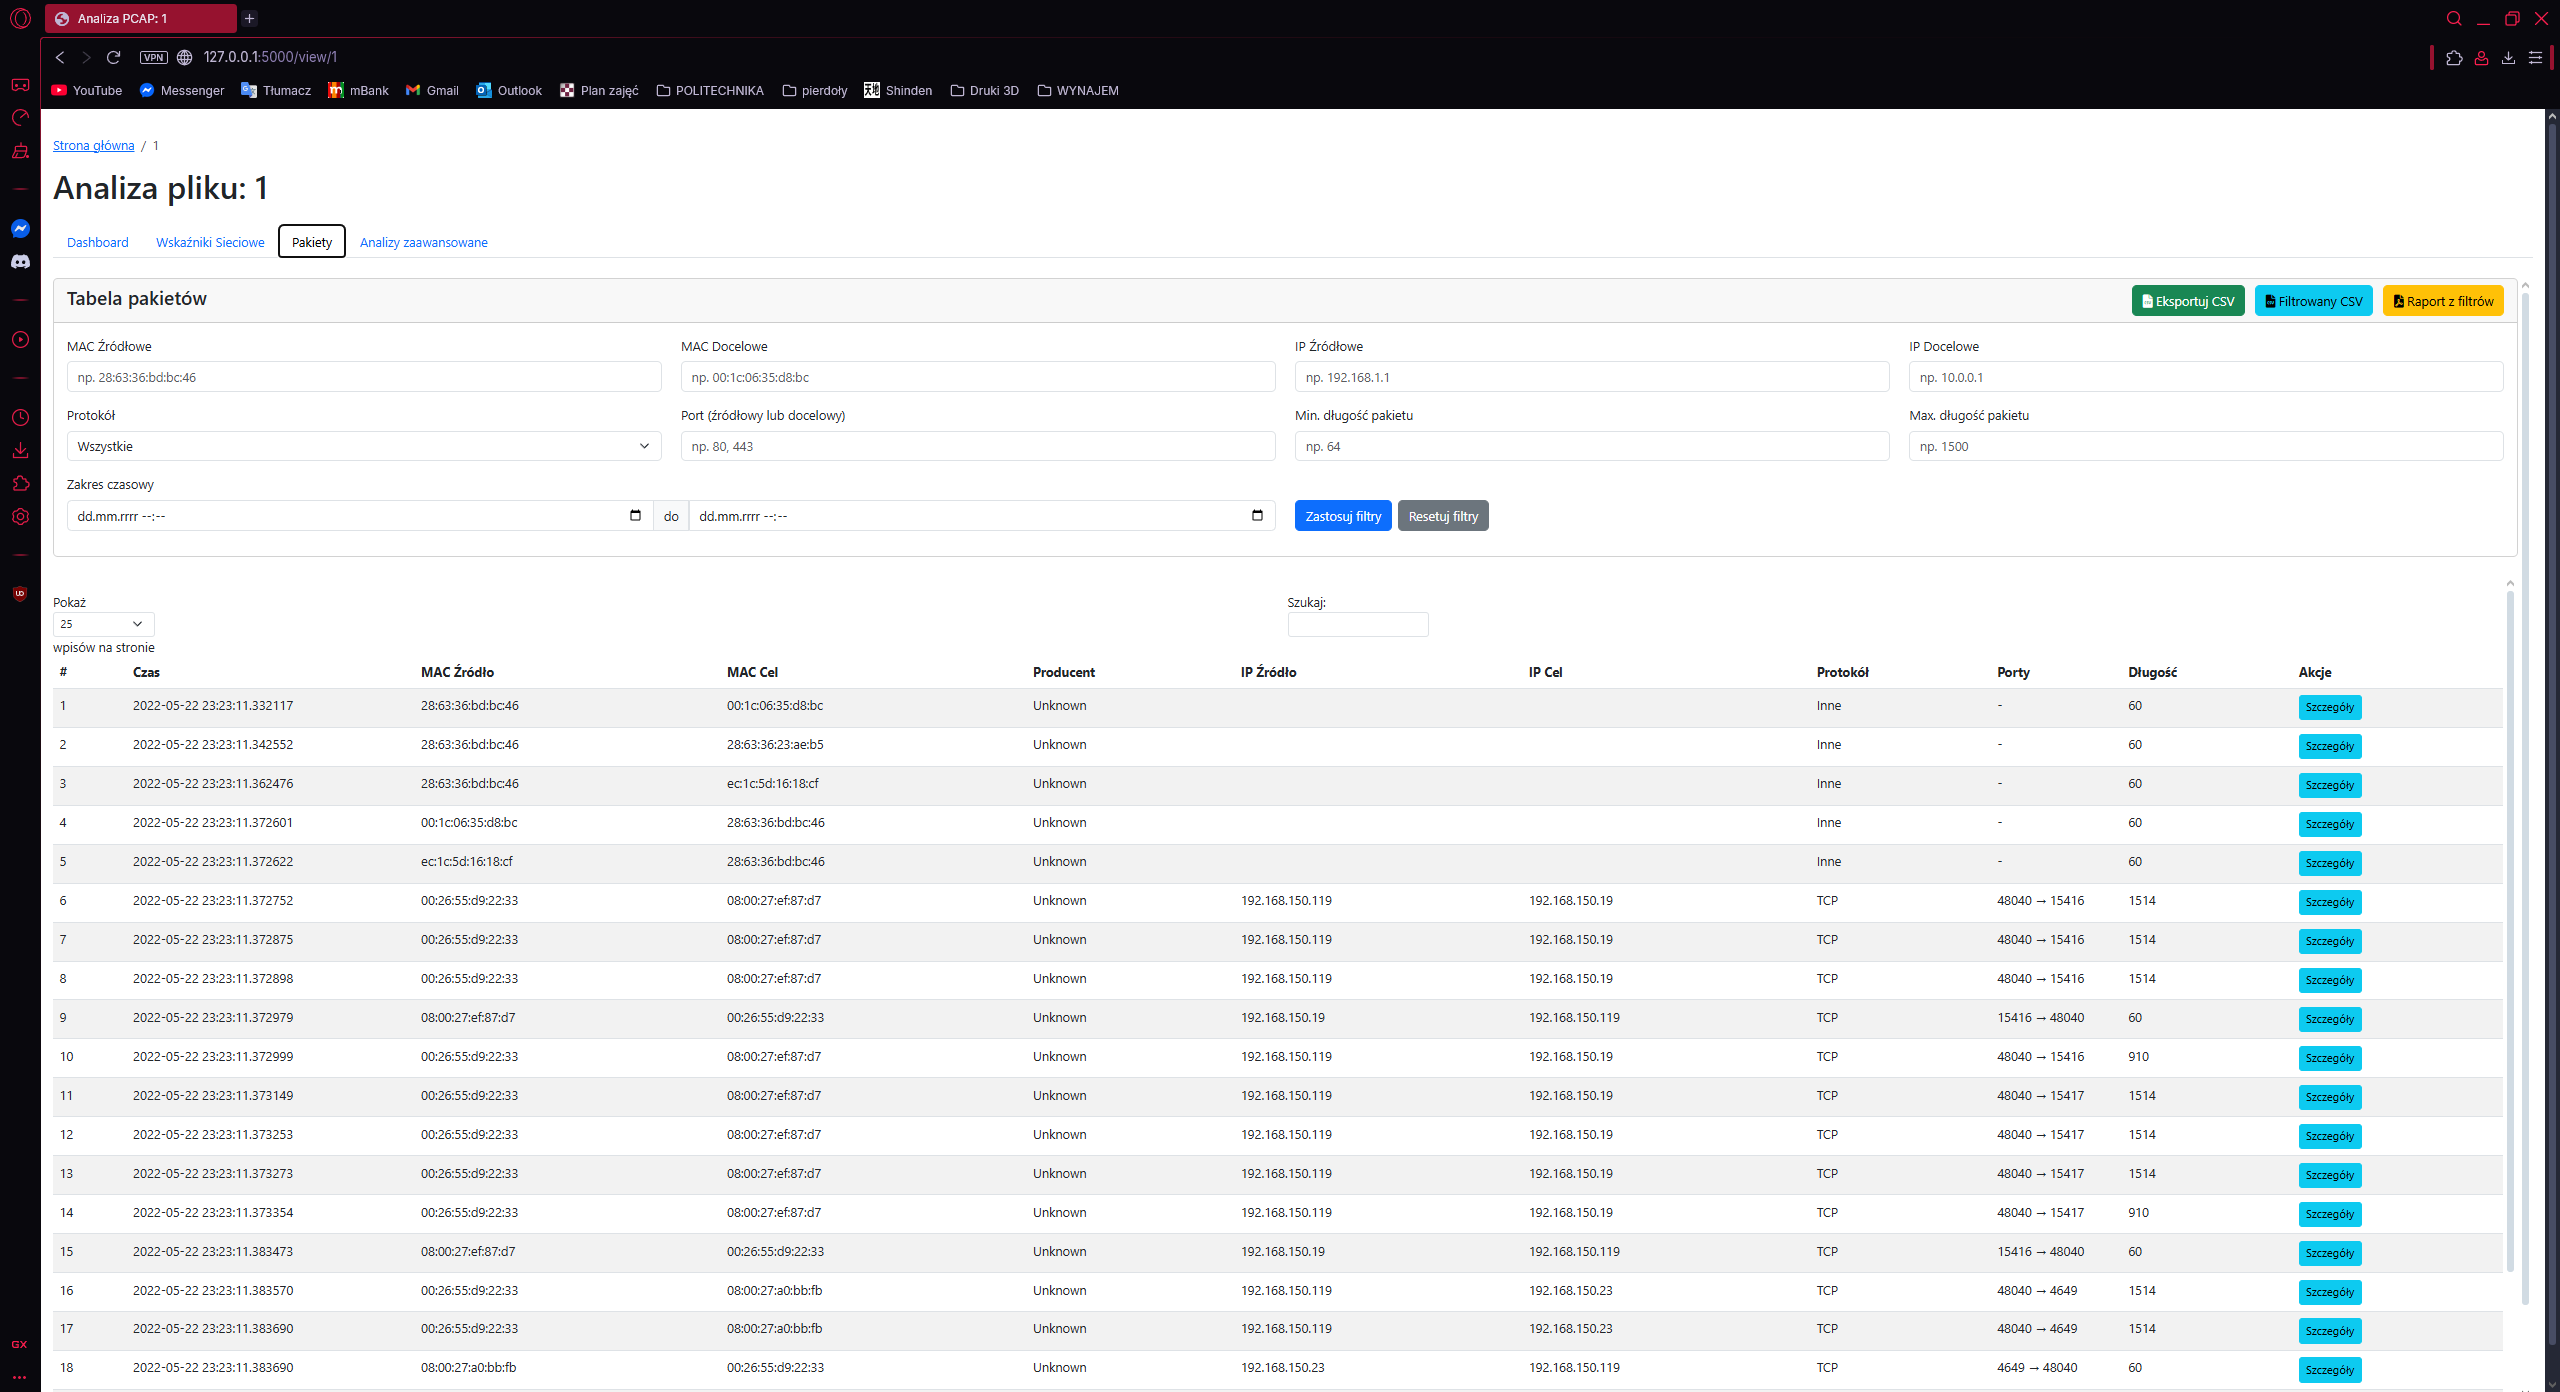 Analiza PCAP: 1
VPN 127.0.0.1:5000/view/1
YouTube Messenger Tłumacz mBank Gmail Outlook Plan zajęć POLITECHNIKA pierdoły Shinden Druki 3D WYNAJEM
Strona główna / 1
Analiza pliku: 1
Dashboard Wskaźniki Sieciowe Pakiety Analizy zaawansowane
Tabela pakietów Eksportuj CSV Filtrowany CSV Raport z filtrów
MAC Źródłowe MAC Docelowe IP Źródłowe IP Docelowe
np. 28:63:36:bd:bc:46 np. 00:1c:06:35:d8:bc np. 192.168.1.1 np. 10.0.0.1
Protokół Port (źródłowy lub docelowy) Min. długość pakietu Max. długość pakietu
Wszystkie np. 80, 443 np. 64 np. 1500
Zakres czasowy
dd.mm.rrrr --:-- do dd.mm.rrrr --:-- Zastosuj filtry Resetuj filtry
Pokaż Szukaj:
25
wpisów na stronie
# Czas MAC Źródło MAC Cel Producent IP Źródło IP Cel Protokół Porty Długość Akcje
1 2022-05-22 23:23:11.332117 28:63:36:bd:bc:46 00:1c:06:35:d8:bc Unknown Inne - 60 Szczegóły
2 2022-05-22 23:23:11.342552 28:63:36:bd:bc:46 28:63:36:23:ae:b5 Unknown Inne - 60 Szczegóły
3 2022-05-22 23:23:11.362476 28:63:36:bd:bc:46 ec:1c:5d:16:18:cf Unknown Inne - 60 Szczegóły
4 2022-05-22 23:23:11.372601 00:1c:06:35:d8:bc 28:63:36:bd:bc:46 Unknown Inne - 60 Szczegóły
5 2022-05-22 23:23:11.372622 ec:1c:5d:16:18:cf 28:63:36:bd:bc:46 Unknown Inne - 60 Szczegóły
6 2022-05-22 23:23:11.372752 00:26:55:d9:22:33 08:00:27:ef:87:d7 Unknown 192.168.150.119 192.168.150.19 TCP 48040 → 15416 1514 Szczegóły
7 2022-05-22 23:23:11.372875 00:26:55:d9:22:33 08:00:27:ef:87:d7 Unknown 192.168.150.119 192.168.150.19 TCP 48040 → 15416 1514 Szczegóły
8 2022-05-22 23:23:11.372898 00:26:55:d9:22:33 08:00:27:ef:87:d7 Unknown 192.168.150.119 192.168.150.19 TCP 48040 → 15416 1514 Szczegóły
9 2022-05-22 23:23:11.372979 08:00:27:ef:87:d7 00:26:55:d9:22:33 Unknown 192.168.150.19 192.168.150.119 TCP 15416 → 48040 60 Szczegóły
10 2022-05-22 23:23:11.372999 00:26:55:d9:22:33 08:00:27:ef:87:d7 Unknown 192.168.150.119 192.168.150.19 TCP 48040 → 15416 910 Szczegóły
11 2022-05-22 23:23:11.373149 00:26:55:d9:22:33 08:00:27:ef:87:d7 Unknown 192.168.150.119 192.168.150.19 TCP 48040 → 15417 1514 Szczegóły
12 2022-05-22 23:23:11.373253 00:26:55:d9:22:33 08:00:27:ef:87:d7 Unknown 192.168.150.119 192.168.150.19 TCP 48040 → 15417 1514 Szczegóły
13 2022-05-22 23:23:11.373273 00:26:55:d9:22:33 08:00:27:ef:87:d7 Unknown 192.168.150.119 192.168.150.19 TCP 48040 → 15417 1514 Szczegóły
14 2022-05-22 23:23:11.373354 00:26:55:d9:22:33 08:00:27:ef:87:d7 Unknown 192.168.150.119 192.168.150.19 TCP 48040 → 15417 910 Szczegóły
15 2022-05-22 23:23:11.383473 08:00:27:ef:87:d7 00:26:55:d9:22:33 Unknown 192.168.150.19 192.168.150.119 TCP 15416 → 48040 60 Szczegóły
16 2022-05-22 23:23:11.383570 00:26:55:d9:22:33 08:00:27:a0:bb:fb Unknown 192.168.150.119 192.168.150.23 TCP 48040 → 4649 1514 Szczegóły
17 2022-05-22 23:23:11.383690 00:26:55:d9:22:33 08:00:27:a0:bb:fb Unknown 192.168.150.119 192.168.150.23 TCP 48040 → 4649 1514 Szczegóły
18 2022-05-22 23:23:11.383690 08:00:27:a0:bb:fb 00:26:55:d9:22:33 Unknown 192.168.150.23 192.168.150.119 TCP 4649 → 48040 60 Szczegóły
GX